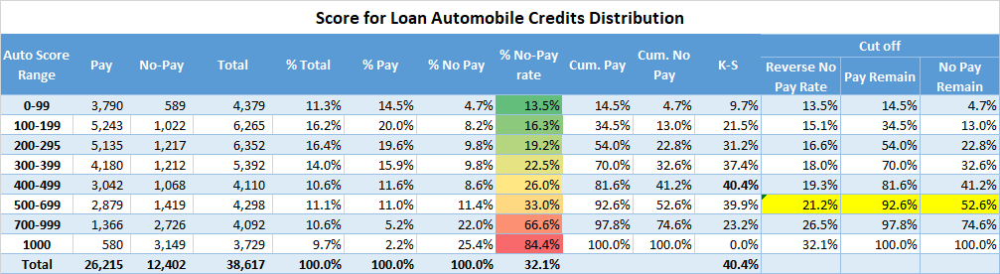 Score for Loan Automobile Credits Distribution
Auto Score Range Pay No-Pay Total % Total % Pay % No Pay % No-Pay rate Cum. Pay Cum. No Pay K-S Cut off
Reverse No Pay Rate Pay Remain No Pay Remain
0-99 3,790 589 4,379 11.3% 14.5% 4.7% 13.5% 14.5% 4.7% 9.7% 13.5% 14.5% 4.7%
100-199 5,243 1,022 6,265 16.2% 20.0% 8.2% 16.3% 34.5% 13.0% 21.5% 15.1% 34.5% 13.0%
200-295 5,135 1,217 6,352 16.4% 19.6% 9.8% 19.2% 54.0% 22.8% 31.2% 16.6% 54.0% 22.8%
300-399 4,180 1,212 5,392 14.0% 15.9% 9.8% 22.5% 70.0% 32.6% 37.4% 18.0% 70.0% 32.6%
400-499 3,042 1,068 4,110 10.6% 11.6% 8.6% 26.0% 81.6% 41.2% 40.4% 19.3% 81.6% 41.2%
500-699 2,879 1,419 4,298 11.1% 11.0% 11.4% 33.0% 92.6% 52.6% 39.9% 21.2% 92.6% 52.6%
700-999 1,366 2,726 4,092 10.6% 5.2% 22.0% 66.6% 97.8% 74.6% 23.2% 26.5% 97.8% 74.6%
1000 580 3,149 3,729 9.7% 2.2% 25.4% 84.4% 100.0% 100.0% 0.0% 32.1% 100.0% 100.0%
Total 26,215 12,402 38,617 100.0% 100.0% 100.0% 32.1% 40.4%